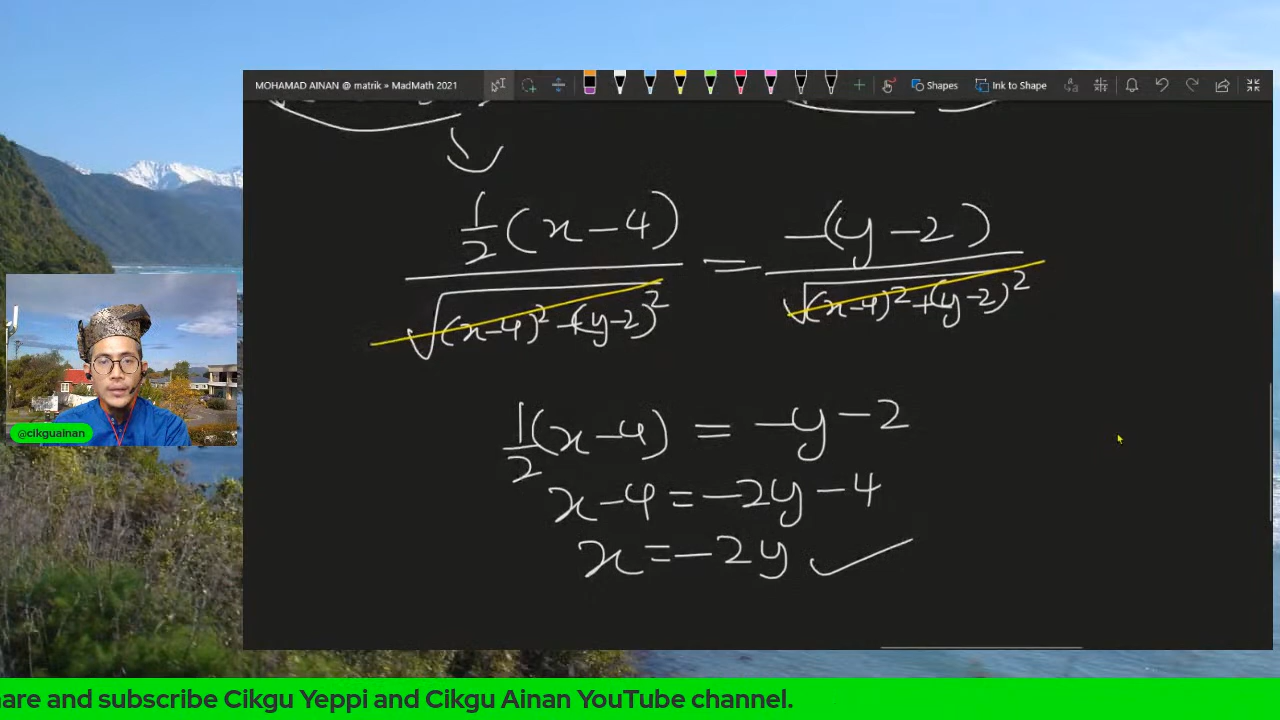 MOHAMAD AINAN @ matrik » MadMath 2021
Shapes
Ink to Shape
1/2 (x-4) / √(x-4)²+(y-2)² = -(y-2) / √(x-4)²+(y-2)²
1/2 (x-4) = -y-2
x-4 = -2y-4
x = -2y ✓
@cikguainan
are and subscribe Cikgu Yeppi and Cikgu Ainan YouTube channel.